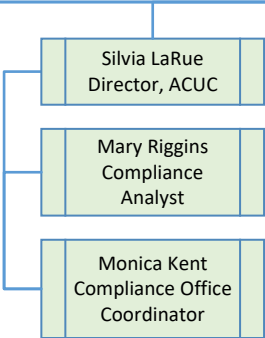 Silvia LaRue
Director, ACUC
Mary Riggins
Compliance
Analyst
Monica Kent
Compliance Office
Coordinator